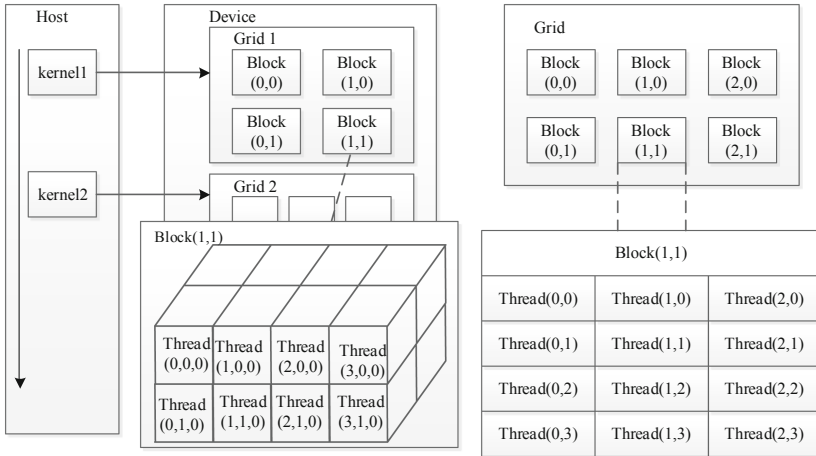 Host
kernel1
kernel2
Device
Grid 1
Block
(0,0)
Block
(1,0)
Block
(0,1)
Block
(1,1)
Grid 2
Block(1,1)
Thread
(0,0,0)
Thread
(1,0,0)
Thread
(2,0,0)
Thread
(3,0,0)
Thread
(0,1,0)
Thread
(1,1,0)
Thread
(2,1,0)
Thread
(3,1,0)
Grid
Block
(0,0)
Block
(1,0)
Block
(2,0)
Block
(0,1)
Block
(1,1)
Block
(2,1)
Block(1,1)
Thread(0,0)
Thread(1,0)
Thread(2,0)
Thread(0,1)
Thread(1,1)
Thread(2,1)
Thread(0,2)
Thread(1,2)
Thread(2,2)
Thread(0,3)
Thread(1,3)
Thread(2,3)